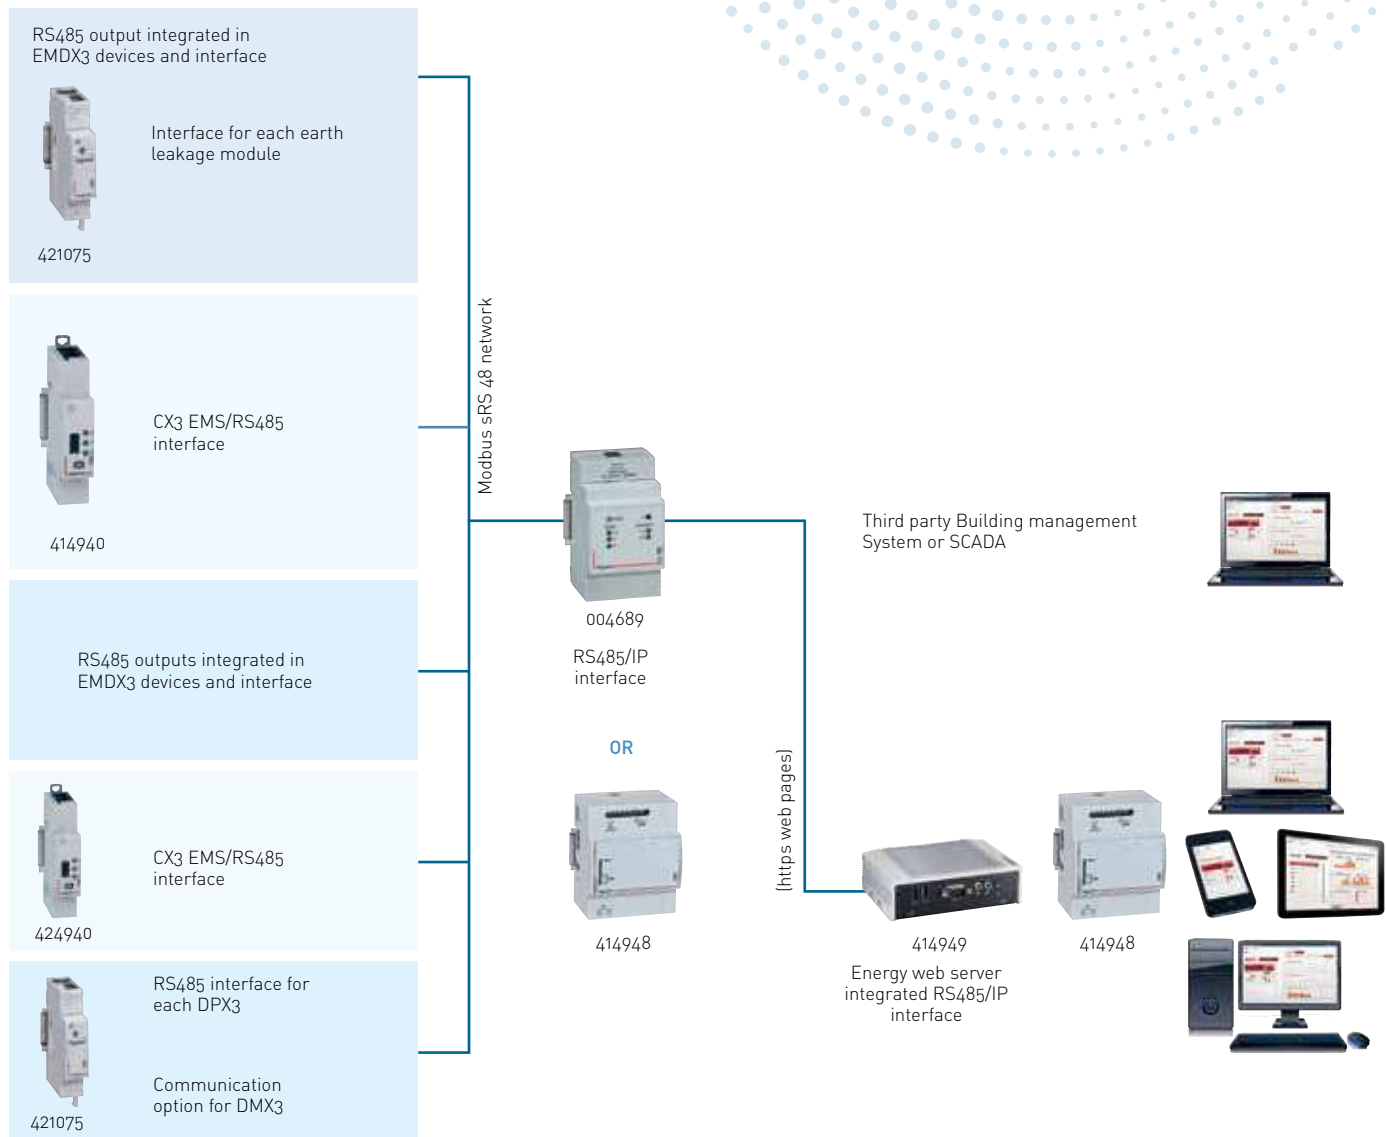 RS485 output integrated in
EMDX3 devices and interface
Interface for each earth
leakage module
421075
CX3 EMS/RS485
interface
414940
RS485 outputs integrated in
EMDX3 devices and interface
CX3 EMS/RS485
interface
424940
RS485 interface for
each DPX3
Communication
option for DMX3
421075
Modbus sRS 48 network
004689
RS485/IP
interface
OR
414948
(https web pages)
Third party Building management
System or SCADA
414949
Energy web server
integrated RS485/IP
interface
414948